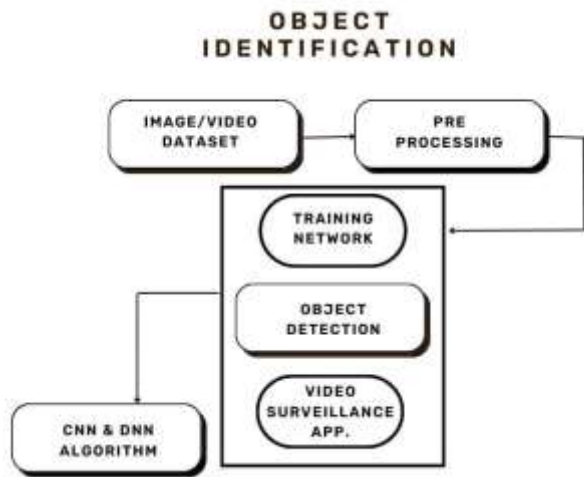 OBJECT
IDENTIFICATION
IMAGE/VIDEO
DATASET
PRE
PROCESSING
TRAINING
NETWORK
OBJECT
DETECTION
VIDEO
SURVEILLANCE
APP.
CNN & DNN
ALGORITHM